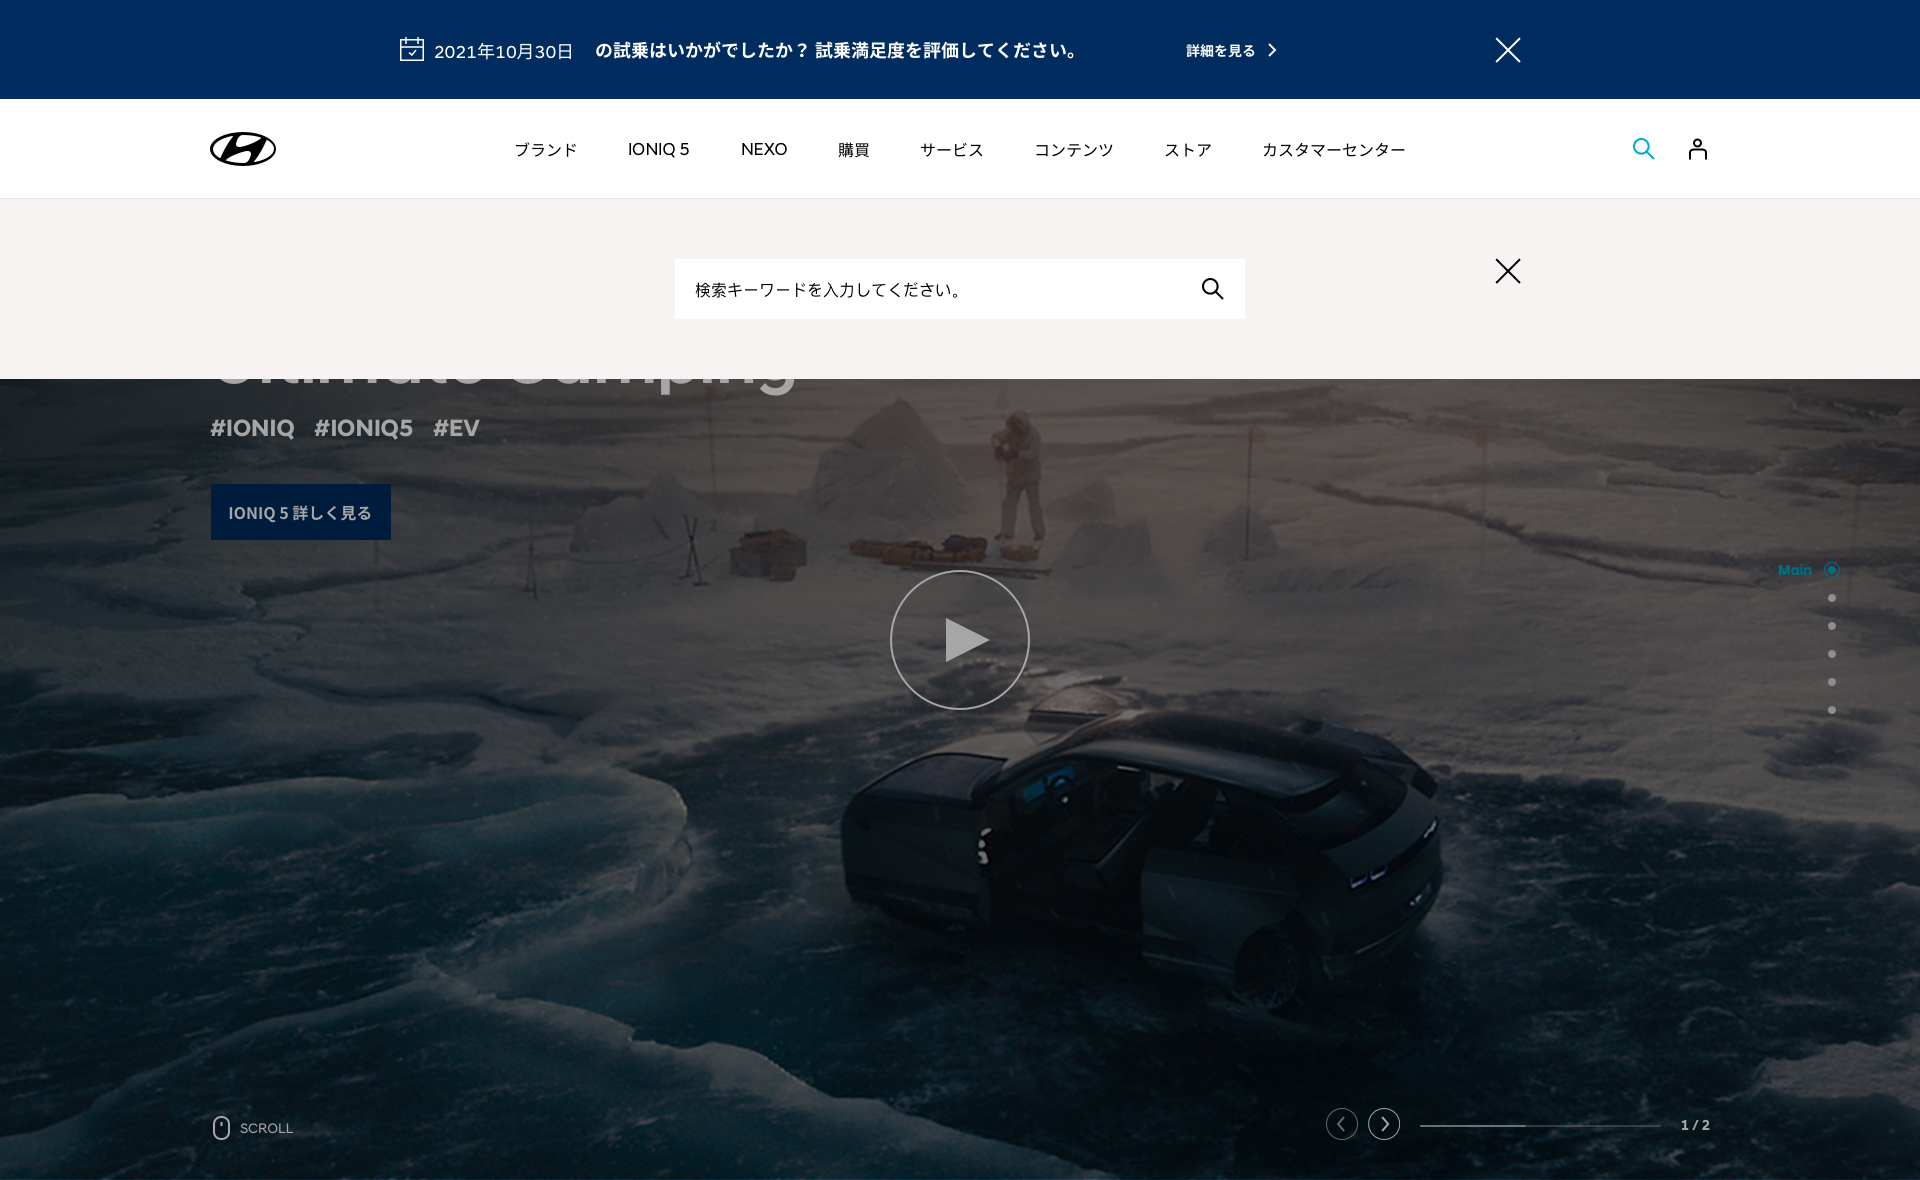 2021年10月30日 の試乗はいかがでしたか？ 試乗満足度を評価してください。 詳細を見る
ブランド IONIQ 5 NEXO 購買 サービス コンテンツ ストア カスタマーセンター
検索キーワードを入力してください。
Ultimate Camping
#IONIQ #IONIQ5 #EV
IONIQ 5 詳しく見る
Main
SCROLL
1 / 2